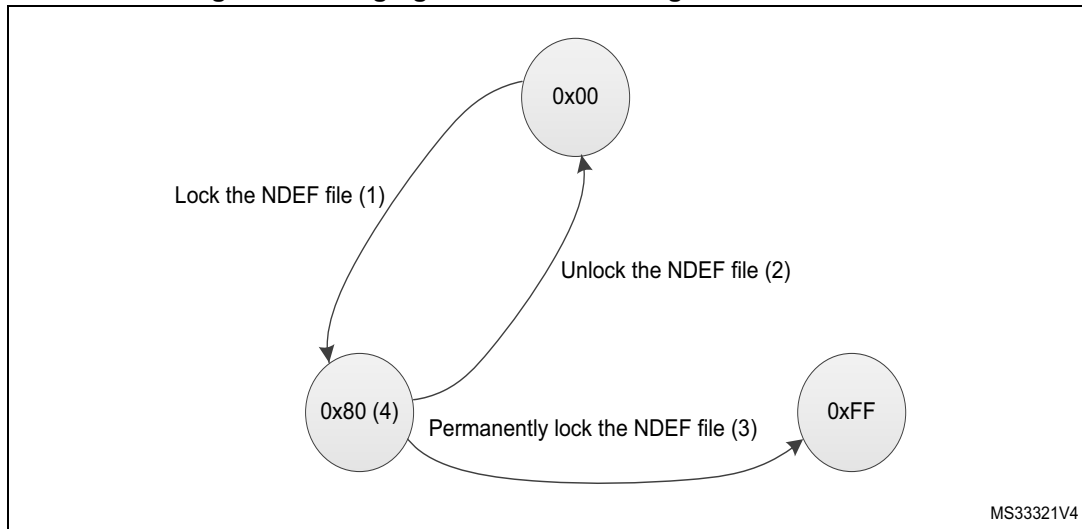 0x00
Lock the NDEF file (1)
Unlock the NDEF file (2)
0x80 (4)
0xFF
Permanently lock the NDEF file (3)
MS33321V4